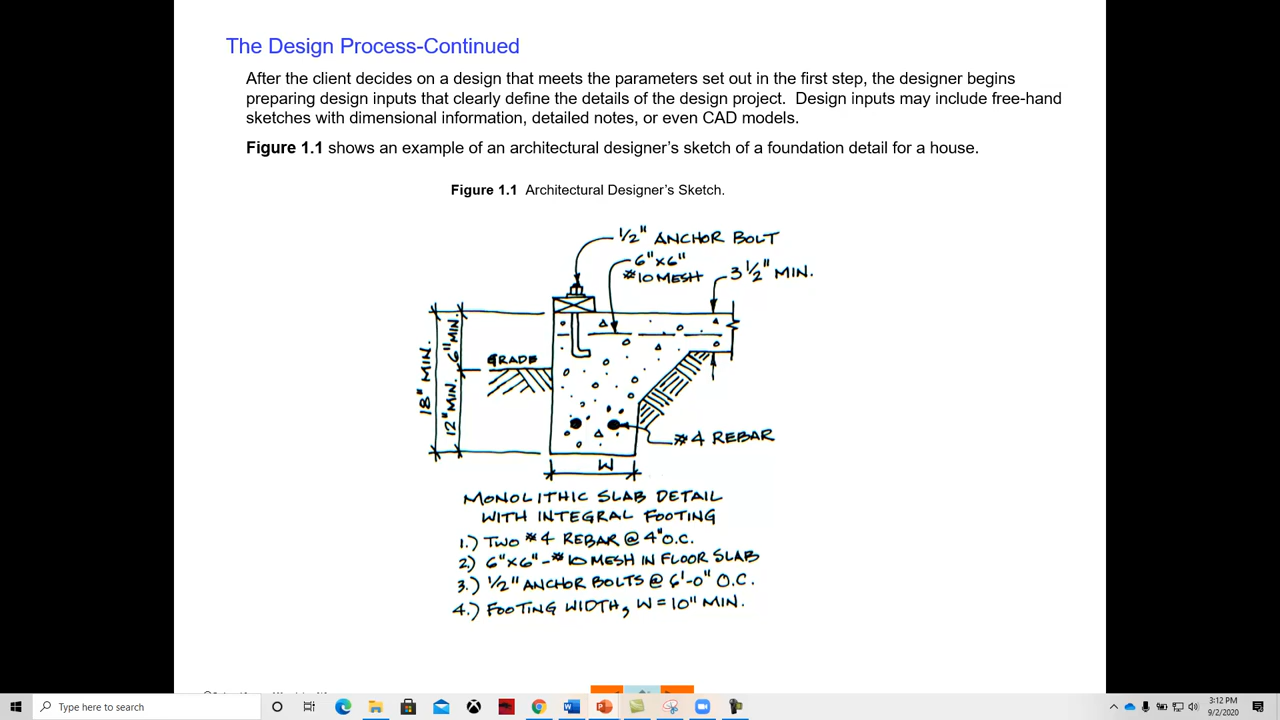 The Design Process-Continued
After the client decides on a design that meets the parameters set out in the first step, the designer begins
preparing design inputs that clearly define the details of the design project.  Design inputs may include free-hand
sketches with dimensional information, detailed notes, or even CAD models.
Figure 1.1 shows an example of an architectural designer's sketch of a foundation detail for a house.
Figure 1.1  Architectural Designer's Sketch.
1/2" ANCHOR BOLT
6"x6"
#10 MESH
3 1/2" MIN.
18" MIN.
6" MIN.
12" MIN.
GRADE
#4 REBAR
W
MONOLITHIC SLAB DETAIL
WITH INTEGRAL FOOTING
1.) TWO #4 REBAR @ 4" O.C.
2.) 6"x6"-#10 MESH IN FLOOR SLAB
3.) 1/2" ANCHOR BOLTS @ 6'-0" O.C.
4.) FOOTING WIDTH, W = 10" MIN.
Type here to search
3:12 PM
9/2/2020